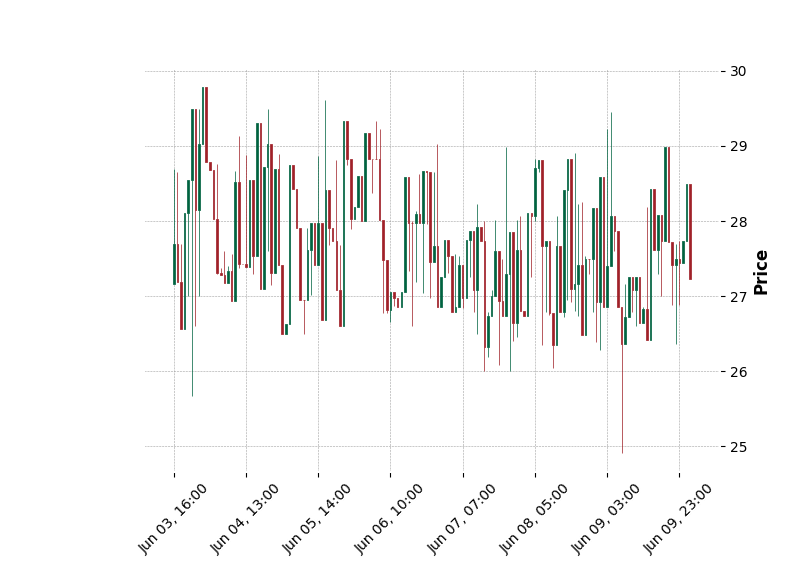 30
29
28
27
26
25
Price
Jun 03, 16:00
Jun 04, 13:00
Jun 05, 14:00
Jun 06, 10:00
Jun 07, 07:00
Jun 08, 05:00
Jun 09, 03:00
Jun 09, 23:00